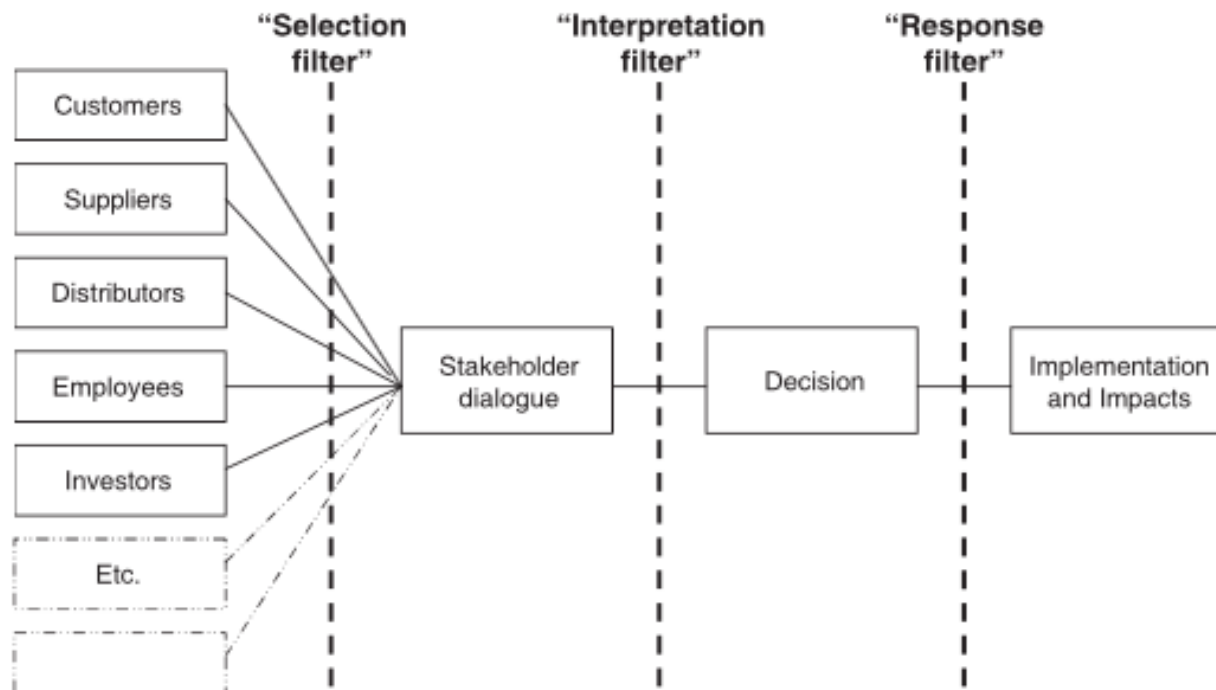 “Selection
filter”
“Interpretation
filter”
“Response
filter”
Customers
Suppliers
Distributors
Employees
Investors
Etc.
Stakeholder
dialogue
Decision
Implementation
and Impacts